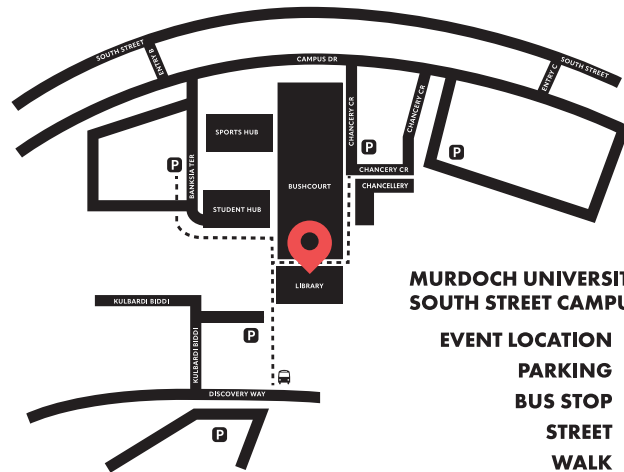 SOUTH STREET
ENTRY B
CAMPUS DR
ENTRY C
SOUTH STREET
SPORTS HUB
BANKSIA TER
P
STUDENT HUB
BUSHCOURT
CHANCERY CR
P
CHANCERY CR
CHANCERY CR
CHANCELLERY
P
LIBRARY
KULBARDI BIDDI
KULBARDI BIDDI
P
DISCOVERY WAY
P
MURDOCH UNIVERSIT
SOUTH STREET CAMPU
EVENT LOCATION
PARKING
BUS STOP
STREET
WALK